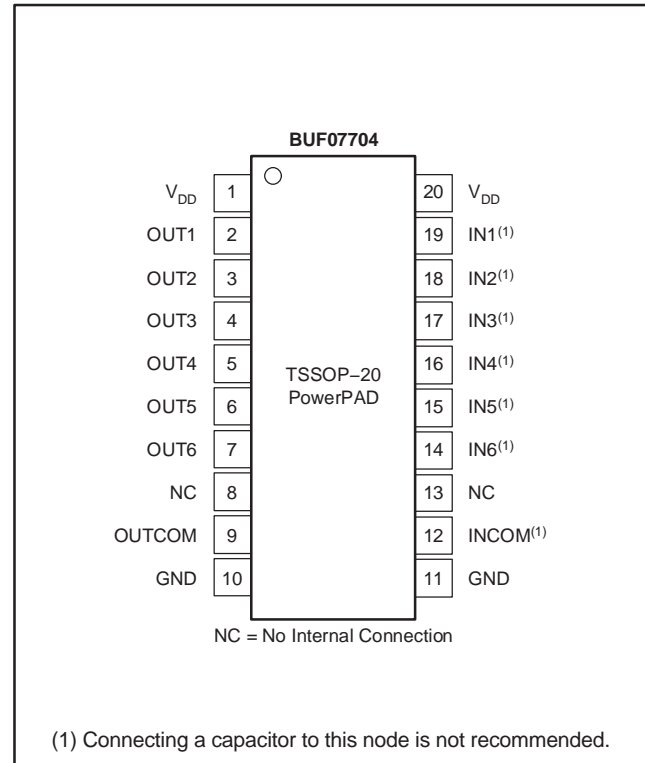 BUF07704
V_DD 1 20 V_DD
OUT1 2 19 IN1(1)
OUT2 3 18 IN2(1)
OUT3 4 17 IN3(1)
OUT4 5 16 IN4(1)
TSSOP−20
PowerPAD
OUT5 6 15 IN5(1)
OUT6 7 14 IN6(1)
NC 8 13 NC
OUTCOM 9 12 INCOM(1)
GND 10 11 GND
NC = No Internal Connection
(1) Connecting a capacitor to this node is not recommended.